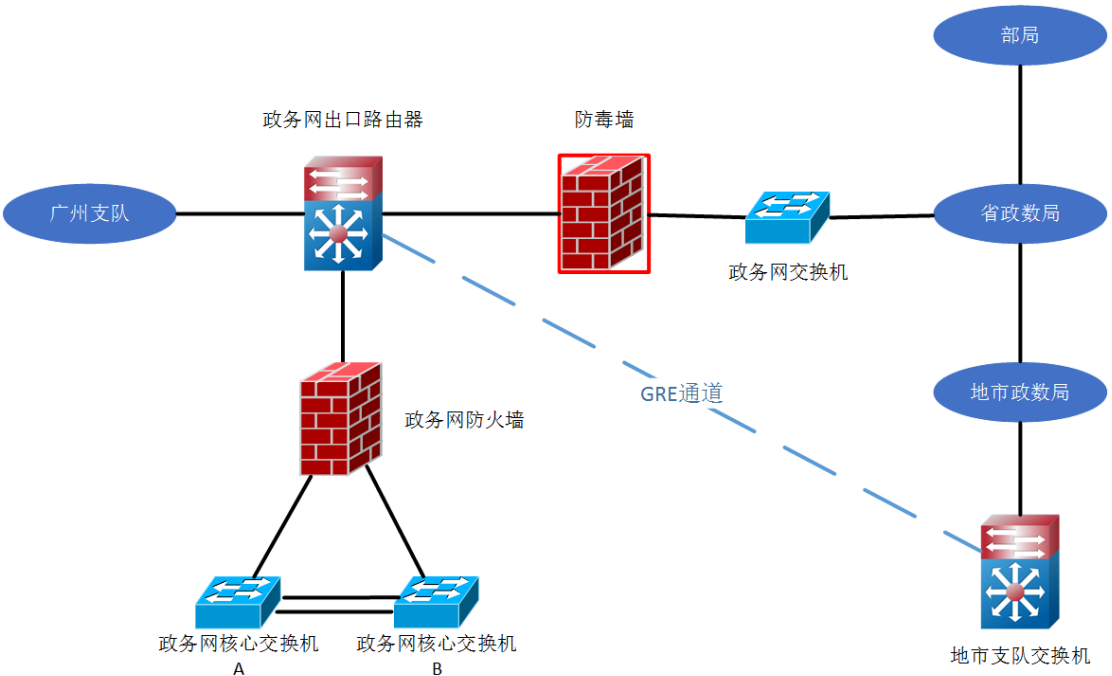 部局
政务网出口路由器
防毒墙
广州支队
省政数局
政务网交换机
GRE通道
地市政数局
政务网防火墙
政务网核心交换机
A
政务网核心交换机
B
地市支队交换机